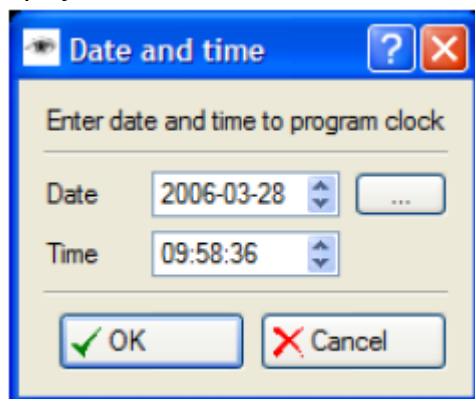 Date and time
Enter date and time to program clock
Date 2006-03-28 ...
Time 09:58:36
OK Cancel